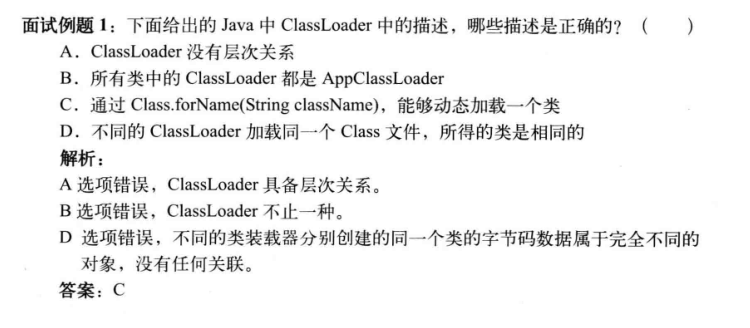 面试例题 1：下面给出的 Java 中 ClassLoader 中的描述，哪些描述是正确的？（　　）
A．ClassLoader 没有层次关系
B．所有类中的 ClassLoader 都是 AppClassLoader
C．通过 Class.forName(String className)，能够动态加载一个类
D．不同的 ClassLoader 加载同一个 Class 文件，所得的类是相同的
解析：
A 选项错误，ClassLoader 具备层次关系。
B 选项错误，ClassLoader 不止一种。
D 选项错误，不同的类装载器分别创建的同一个类的字节码数据属于完全不同的
对象，没有任何关联。
答案：C